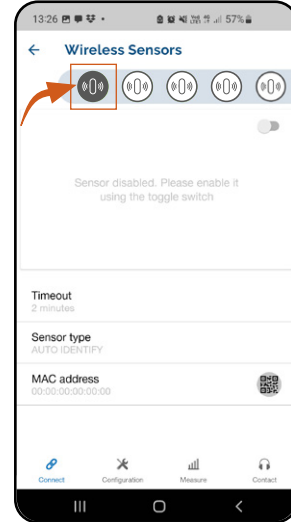 13:26
57%
Wireless Sensors
Sensor disabled. Please enable it
using the toggle switch
Timeout
2 minutes
Sensor type
AUTO IDENTIFY
MAC address
00:00:00:00:00:00
Connect Configuration Measure Contact